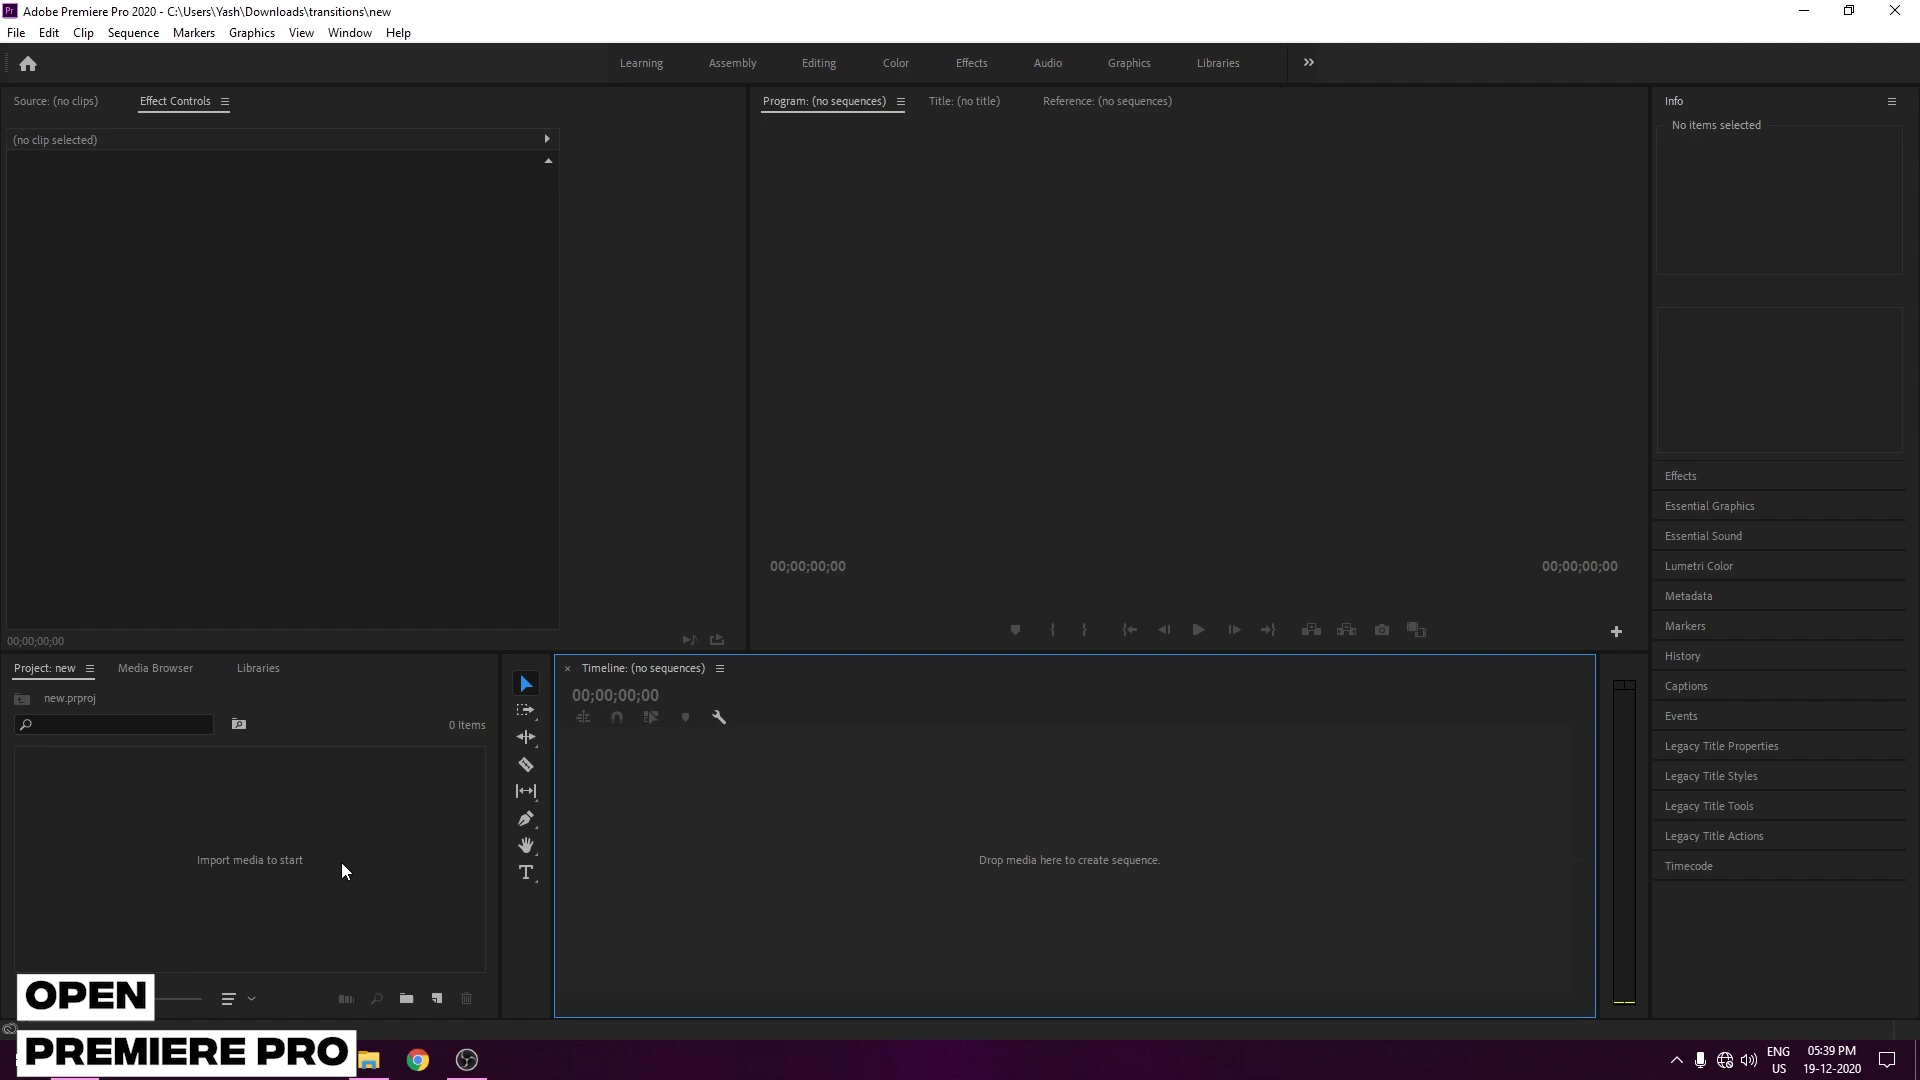 Pr Adobe Premiere Pro 2020 - C:\Users\Yash\Downloads\transitions\new
File Edit Clip Sequence Markers Graphics View Window Help
Learning Assembly Editing Color Effects Audio Graphics Libraries
Source: (no clips) Effect Controls
(no clip selected)
00;00;00;00
Program: (no sequences) Title: (no title) Reference: (no sequences)
00;00;00;00 00;00;00;00
Info
No items selected
Effects
Essential Graphics
Essential Sound
Lumetri Color
Metadata
Markers
History
Captions
Events
Legacy Title Properties
Legacy Title Styles
Legacy Title Tools
Legacy Title Actions
Timecode
Project: new Media Browser Libraries
new.prproj
0 Items
Import media to start
Timeline: (no sequences)
00;00;00;00
Drop media here to create sequence.
OPEN
PREMIERE PRO
ENG
US
05:39 PM
19-12-2020